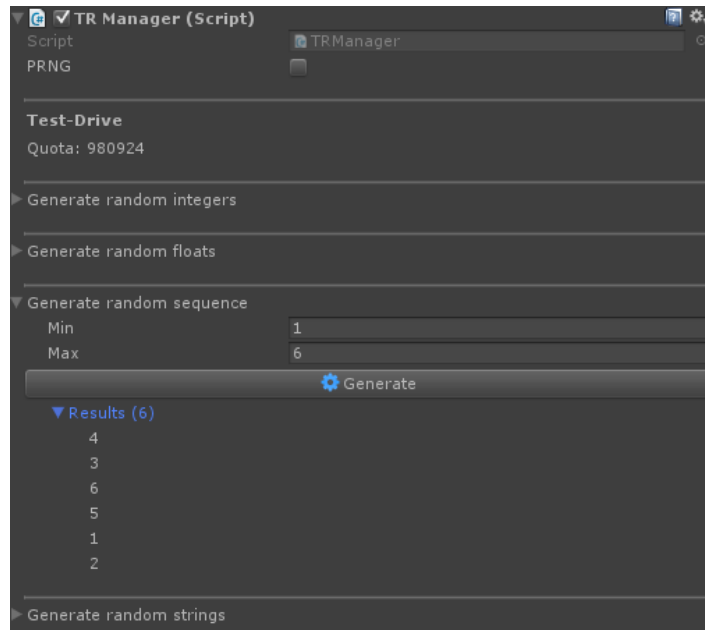 TR Manager (Script)
Script TRManager
PRNG
Test-Drive
Quota: 980924
Generate random integers
Generate random floats
Generate random sequence
Min 1
Max 6
Generate
Results (6)
4
3
6
5
1
2
Generate random strings